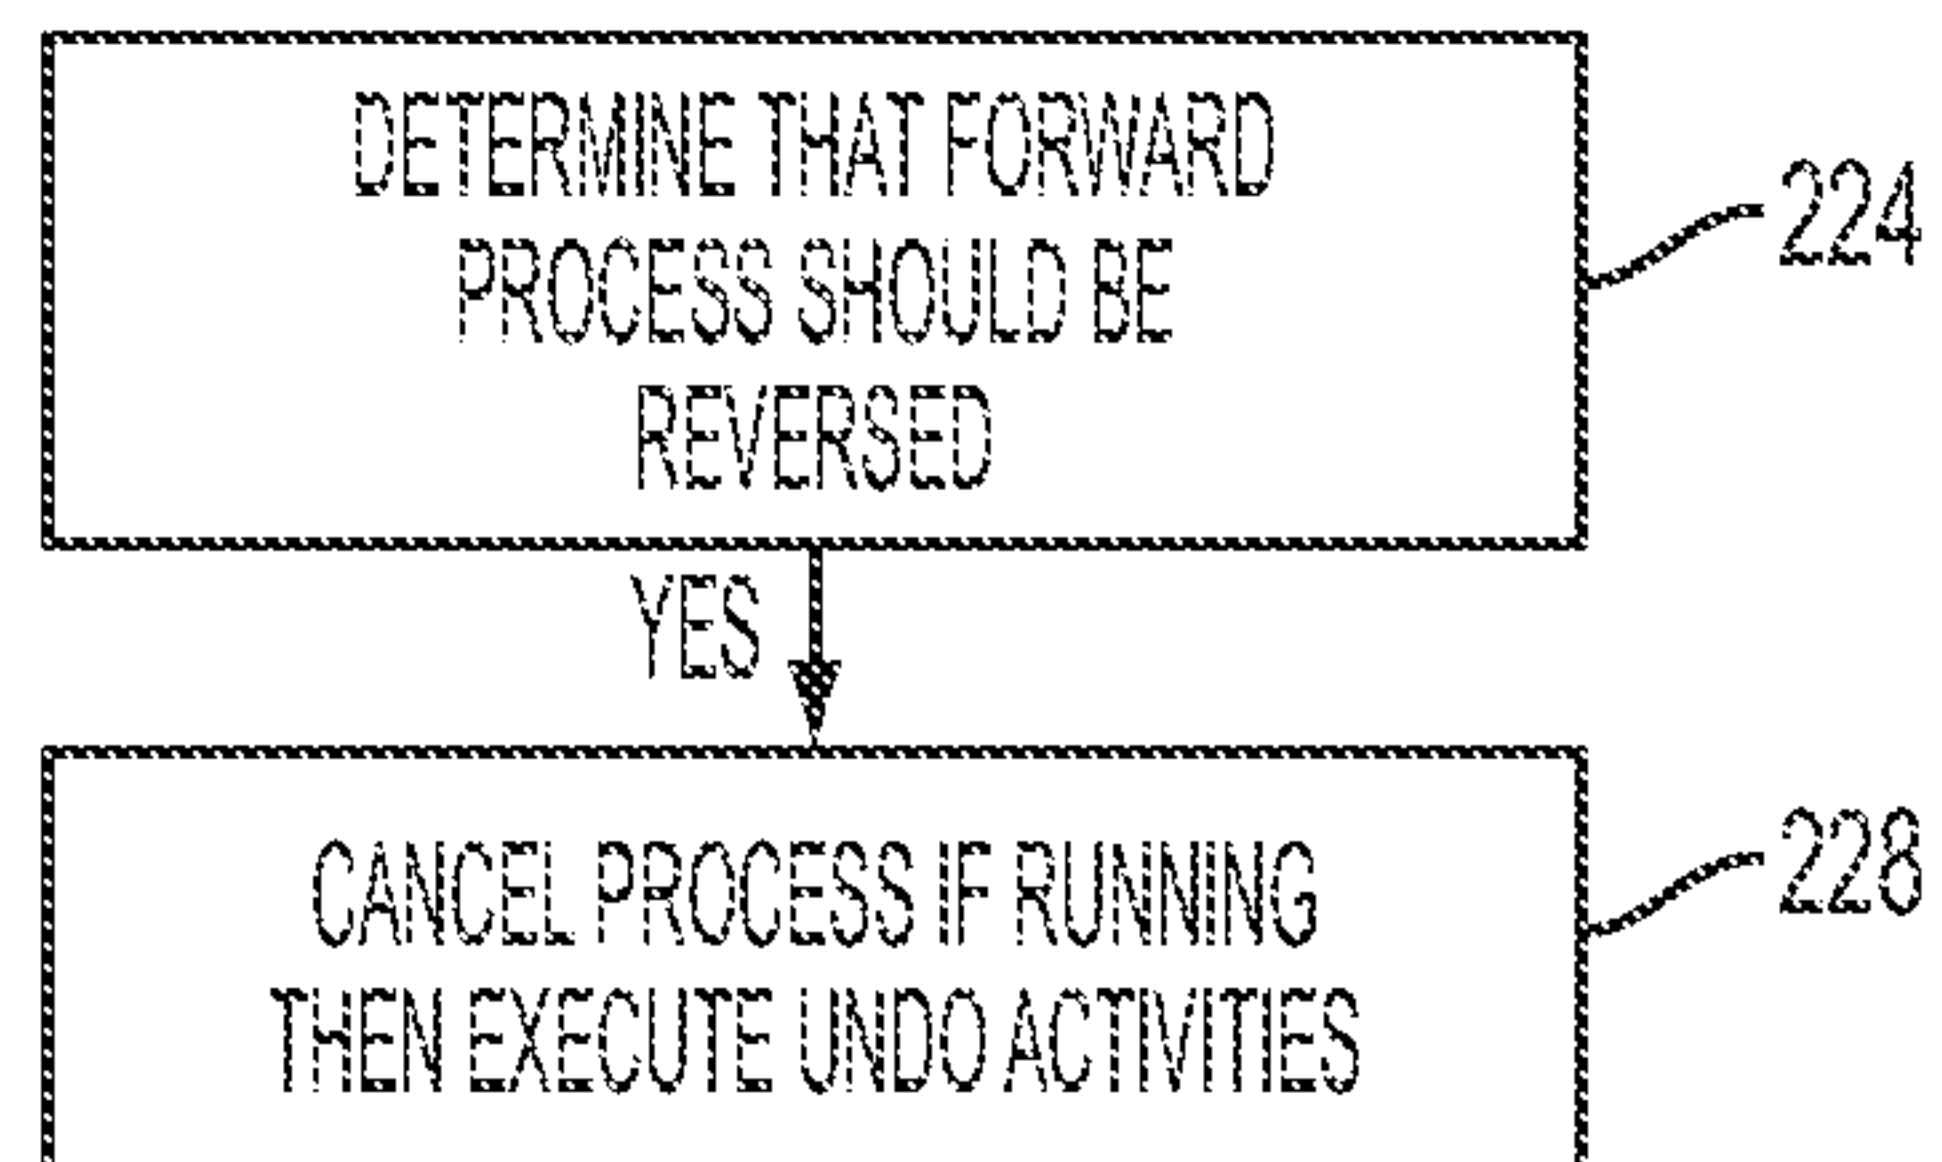 DETERMINE THAT FORWARD
PROCESS SHOULD BE
REVERSED
224
YES
CANCEL PROCESS IF RUNNING
THEN EXECUTE UNDO ACTIVITIES
228